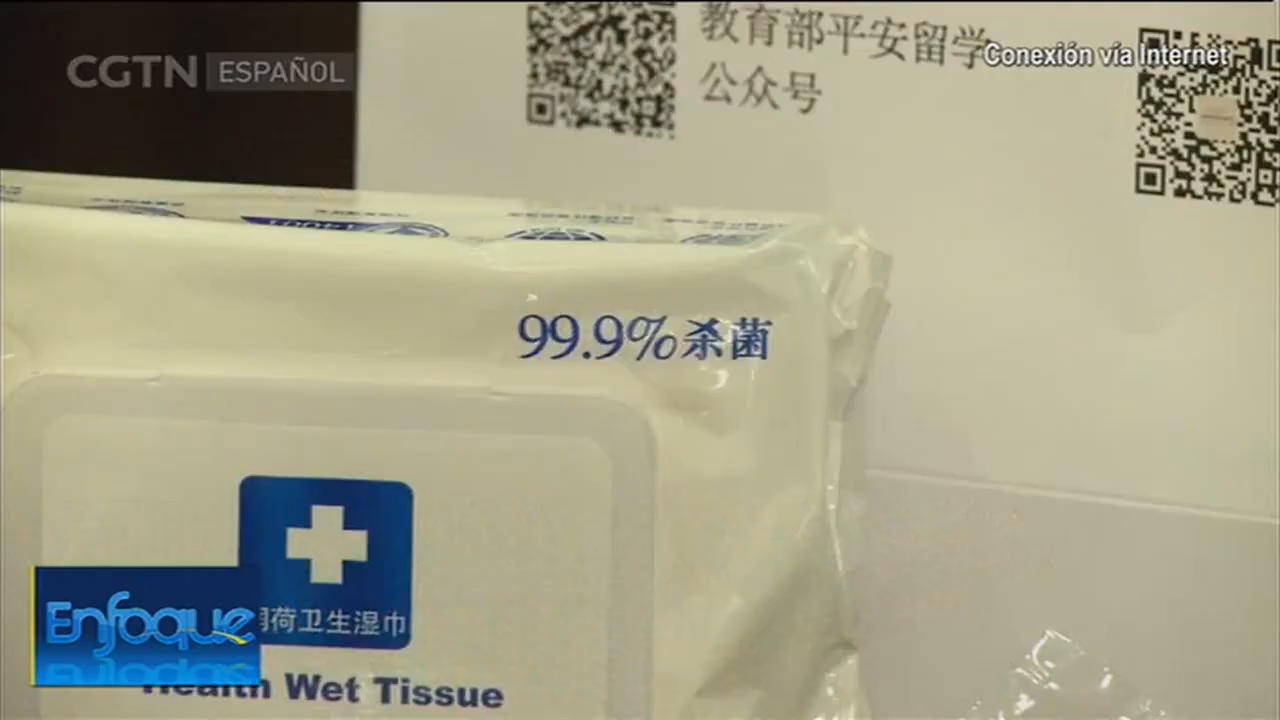 CGTN ESPAÑOL
教育部平安留学
公众号
Conexión vía Internet
14001
99.9%杀菌
荷卫生湿巾
Enfoque
Health Wet Tissue